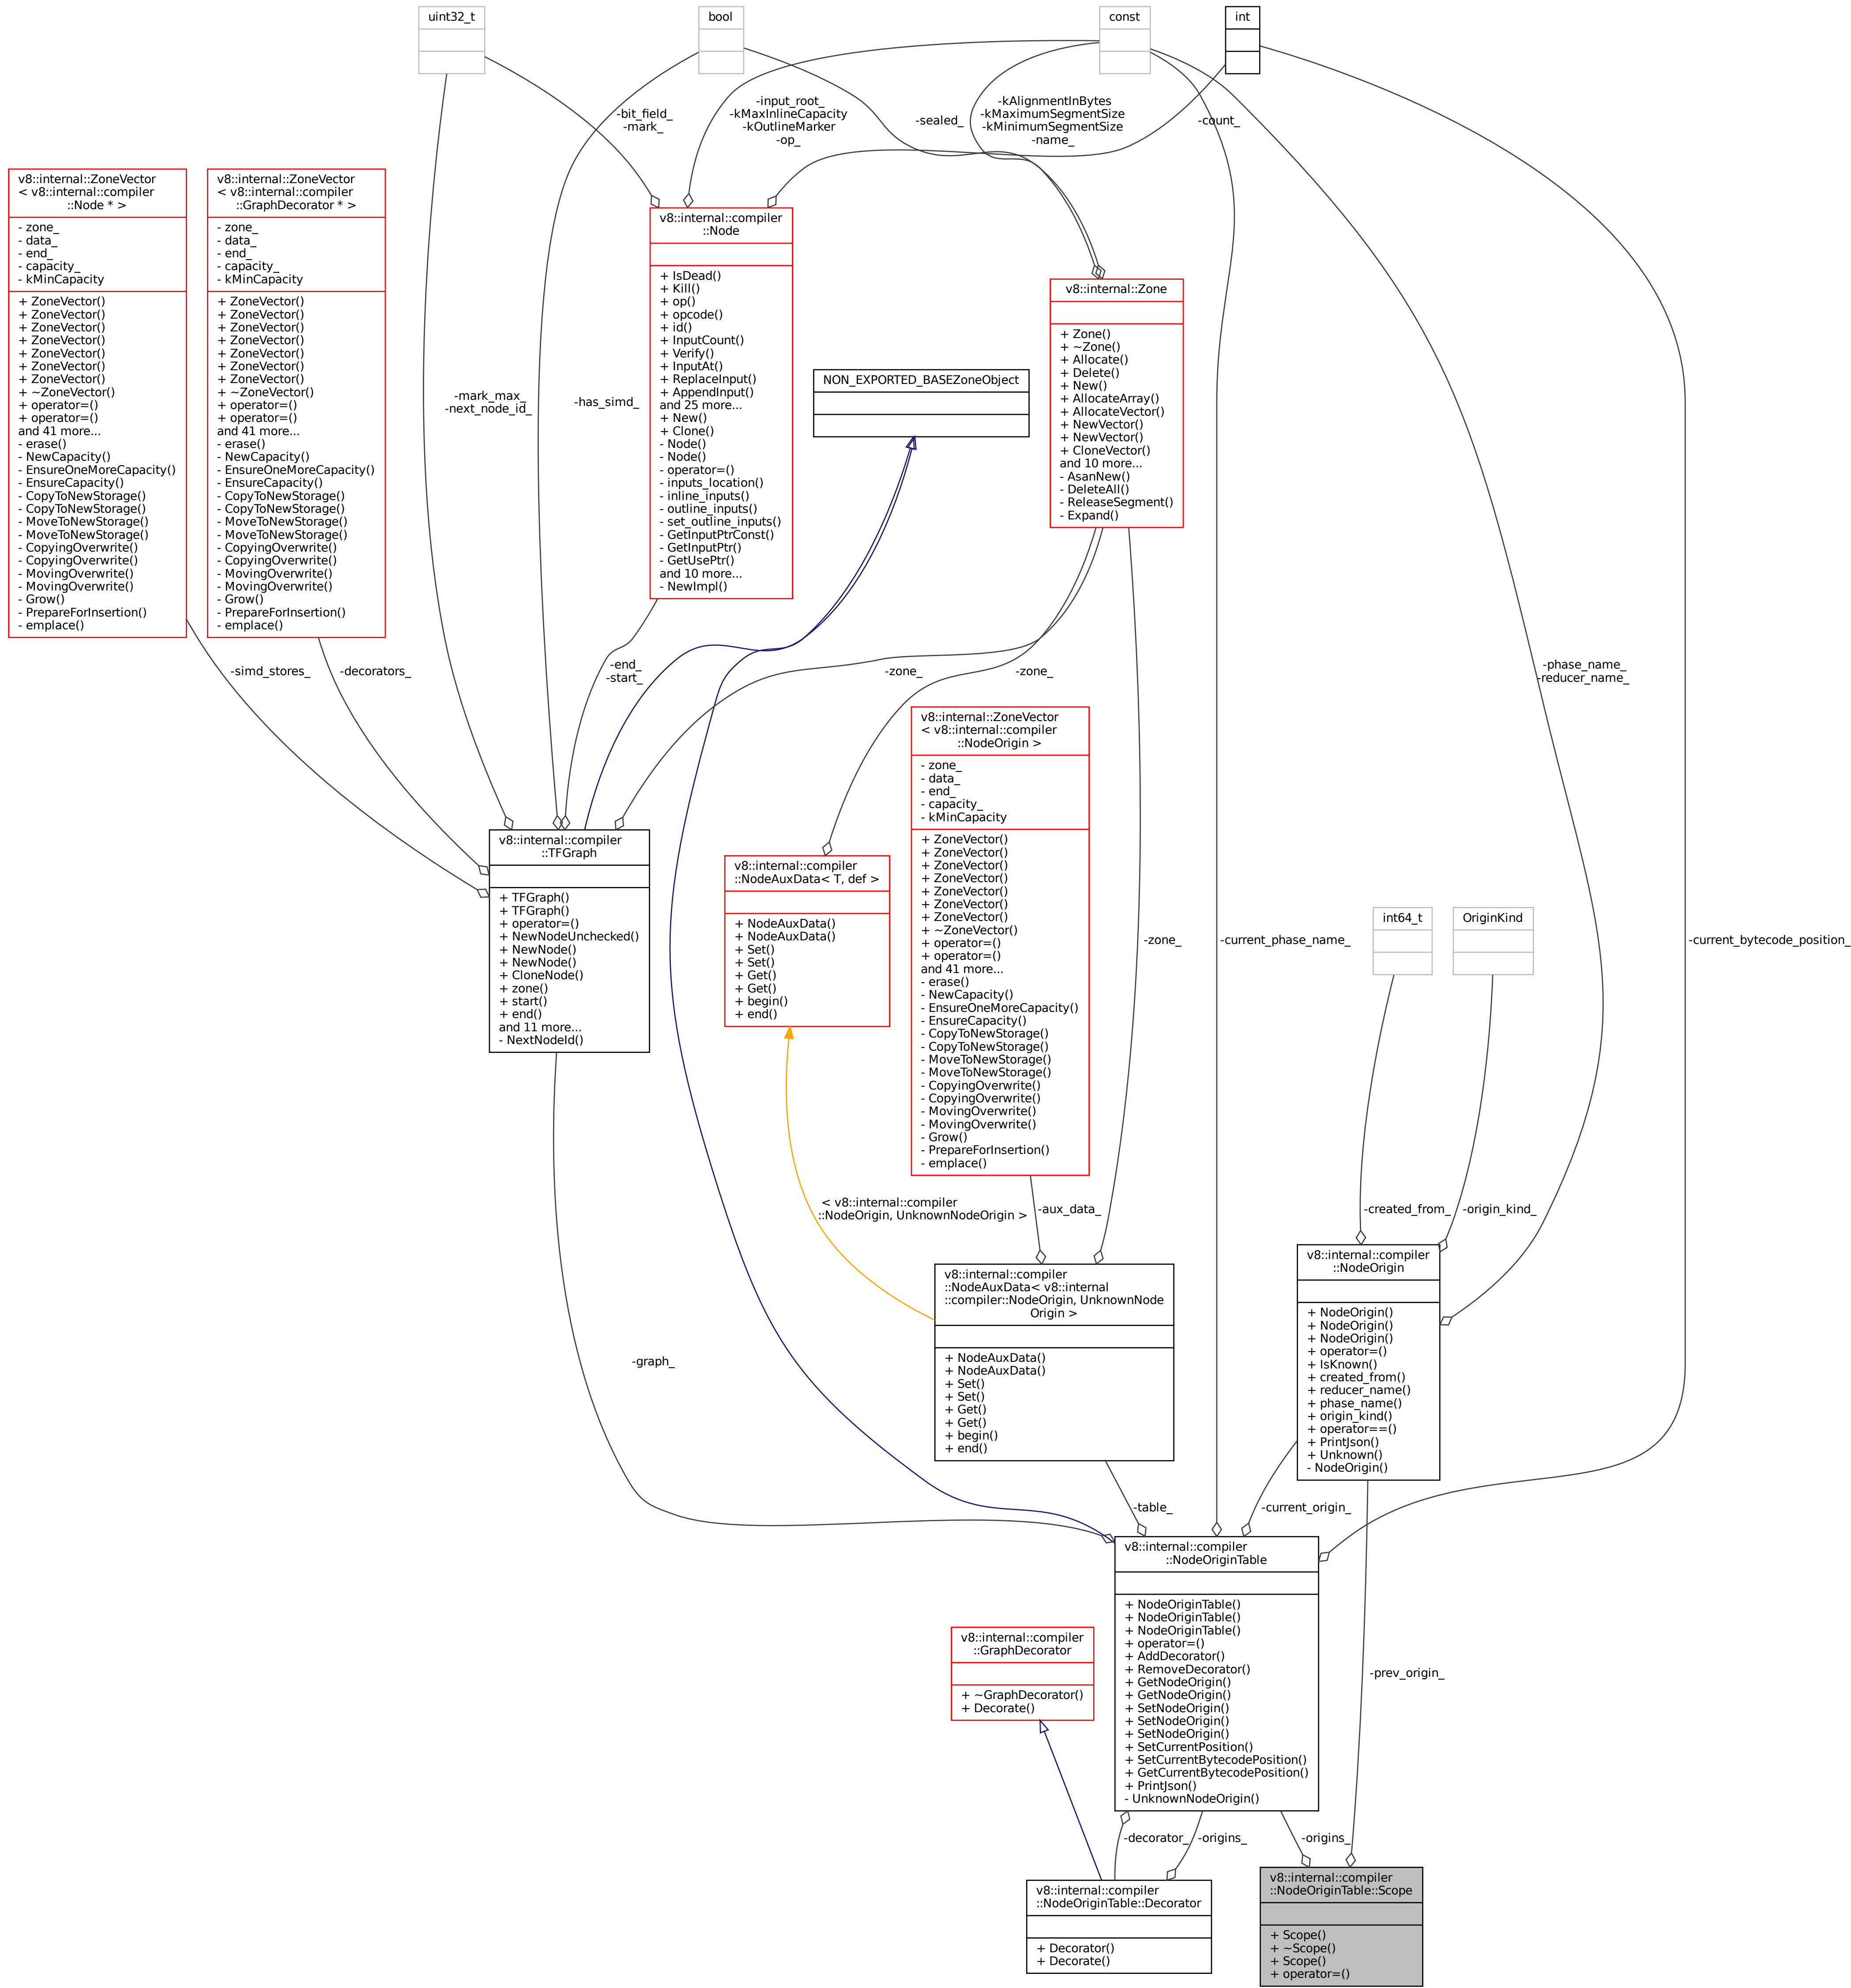 uint32_t
bool
const
int
-bit_field_
-mark_
-input_root_
-kMaxInlineCapacity
-kOutlineMarker
-op_
-sealed_
-kAlignmentInBytes
-kMaximumSegmentSize
-kMinimumSegmentSize
-name_
-count_
v8::internal::ZoneVector
< v8::internal::compiler
::Node * >
- zone_
- data_
- end_
- capacity_
- kMinCapacity
+ ZoneVector()
+ ZoneVector()
+ ZoneVector()
+ ZoneVector()
+ ZoneVector()
+ ZoneVector()
+ ZoneVector()
+ ~ZoneVector()
+ operator=()
+ operator=()
and 41 more...
- erase()
- NewCapacity()
- EnsureOneMoreCapacity()
- EnsureCapacity()
- CopyToNewStorage()
- CopyToNewStorage()
- MoveToNewStorage()
- MoveToNewStorage()
- CopyingOverwrite()
- CopyingOverwrite()
- MovingOverwrite()
- MovingOverwrite()
- Grow()
- PrepareForInsertion()
- emplace()
v8::internal::ZoneVector
< v8::internal::compiler
::GraphDecorator * >
- zone_
- data_
- end_
- capacity_
- kMinCapacity
+ ZoneVector()
+ ZoneVector()
+ ZoneVector()
+ ZoneVector()
+ ZoneVector()
+ ZoneVector()
+ ZoneVector()
+ ~ZoneVector()
+ operator=()
+ operator=()
and 41 more...
- erase()
- NewCapacity()
- EnsureOneMoreCapacity()
- EnsureCapacity()
- CopyToNewStorage()
- CopyToNewStorage()
- MoveToNewStorage()
- MoveToNewStorage()
- CopyingOverwrite()
- CopyingOverwrite()
- MovingOverwrite()
- MovingOverwrite()
- Grow()
- PrepareForInsertion()
- emplace()
v8::internal::compiler
::Node
+ IsDead()
+ Kill()
+ op()
+ opcode()
+ id()
+ InputCount()
+ Verify()
+ InputAt()
+ ReplaceInput()
+ AppendInput()
and 25 more...
+ New()
+ Clone()
- Node()
- Node()
- operator=()
- inputs_location()
- inline_inputs()
- outline_inputs()
- set_outline_inputs()
- GetInputPtrConst()
- GetInputPtr()
- GetUsePtr()
and 10 more...
- NewImpl()
v8::internal::Zone
+ Zone()
+ ~Zone()
+ Allocate()
+ Delete()
+ New()
+ AllocateArray()
+ AllocateVector()
+ NewVector()
+ NewVector()
+ CloneVector()
and 10 more...
- AsanNew()
- DeleteAll()
- ReleaseSegment()
- Expand()
NON_EXPORTED_BASEZoneObject
-mark_max_
-next_node_id_
-has_simd_
-simd_stores_
-decorators_
-end_
-start_
-zone_
-zone_
-phase_name_
-reducer_name_
v8::internal::ZoneVector
< v8::internal::compiler
::NodeOrigin >
- zone_
- data_
- end_
- capacity_
- kMinCapacity
+ ZoneVector()
+ ZoneVector()
+ ZoneVector()
+ ZoneVector()
+ ZoneVector()
+ ZoneVector()
+ ZoneVector()
+ ~ZoneVector()
+ operator=()
+ operator=()
and 41 more...
- erase()
- NewCapacity()
- EnsureOneMoreCapacity()
- EnsureCapacity()
- CopyToNewStorage()
- CopyToNewStorage()
- MoveToNewStorage()
- MoveToNewStorage()
- CopyingOverwrite()
- CopyingOverwrite()
- MovingOverwrite()
- MovingOverwrite()
- Grow()
- PrepareForInsertion()
- emplace()
v8::internal::compiler
::TFGraph
+ TFGraph()
+ TFGraph()
+ operator=()
+ NewNodeUnchecked()
+ NewNode()
+ NewNode()
+ CloneNode()
+ zone()
+ start()
+ end()
and 11 more...
- NextNodeId()
v8::internal::compiler
::NodeAuxData< T, def >
+ NodeAuxData()
+ NodeAuxData()
+ Set()
+ Set()
+ Get()
+ Get()
+ begin()
+ end()
int64_t
OriginKind
-zone_
-current_phase_name_
-current_bytecode_position_
< v8::internal::compiler
::NodeOrigin, UnknownNodeOrigin >
-aux_data_
-created_from_
-origin_kind_
v8::internal::compiler
::NodeAuxData< v8::internal
::compiler::NodeOrigin, UnknownNode
Origin >
+ NodeAuxData()
+ NodeAuxData()
+ Set()
+ Set()
+ Get()
+ Get()
+ begin()
+ end()
v8::internal::compiler
::NodeOrigin
+ NodeOrigin()
+ NodeOrigin()
+ NodeOrigin()
+ operator=()
+ IsKnown()
+ created_from()
+ reducer_name()
+ phase_name()
+ origin_kind()
+ operator==()
+ PrintJson()
+ Unknown()
- NodeOrigin()
-graph_
-table_
-current_origin_
v8::internal::compiler
::NodeOriginTable
+ NodeOriginTable()
+ NodeOriginTable()
+ NodeOriginTable()
+ operator=()
+ AddDecorator()
+ RemoveDecorator()
+ GetNodeOrigin()
+ GetNodeOrigin()
+ SetNodeOrigin()
+ SetNodeOrigin()
+ SetNodeOrigin()
+ SetCurrentPosition()
+ SetCurrentBytecodePosition()
+ GetCurrentBytecodePosition()
+ PrintJson()
- UnknownNodeOrigin()
v8::internal::compiler
::GraphDecorator
+ ~GraphDecorator()
+ Decorate()
-prev_origin_
-decorator_
-origins_
-origins_
v8::internal::compiler
::NodeOriginTable::Decorator
+ Decorator()
+ Decorate()
v8::internal::compiler
::NodeOriginTable::Scope
+ Scope()
+ ~Scope()
+ Scope()
+ operator=()